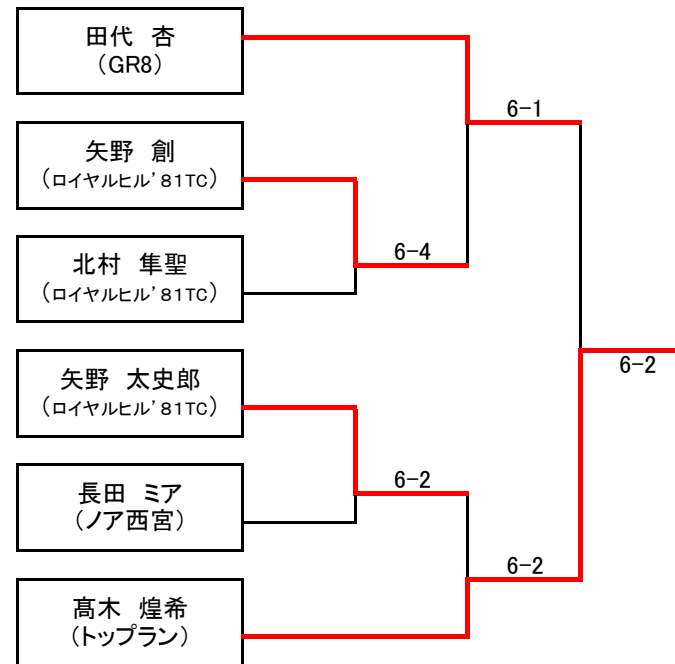 田代 杏
（GR8）
6-1
矢野 創
（ロイヤルヒル'81TC）
6-4
北村 隼聖
（ロイヤルヒル'81TC）
矢野 太史郎
（ロイヤルヒル'81TC）
6-2
6-2
長田 ミア
（ノア西宮）
6-2
髙木 煌希
（トップラン）